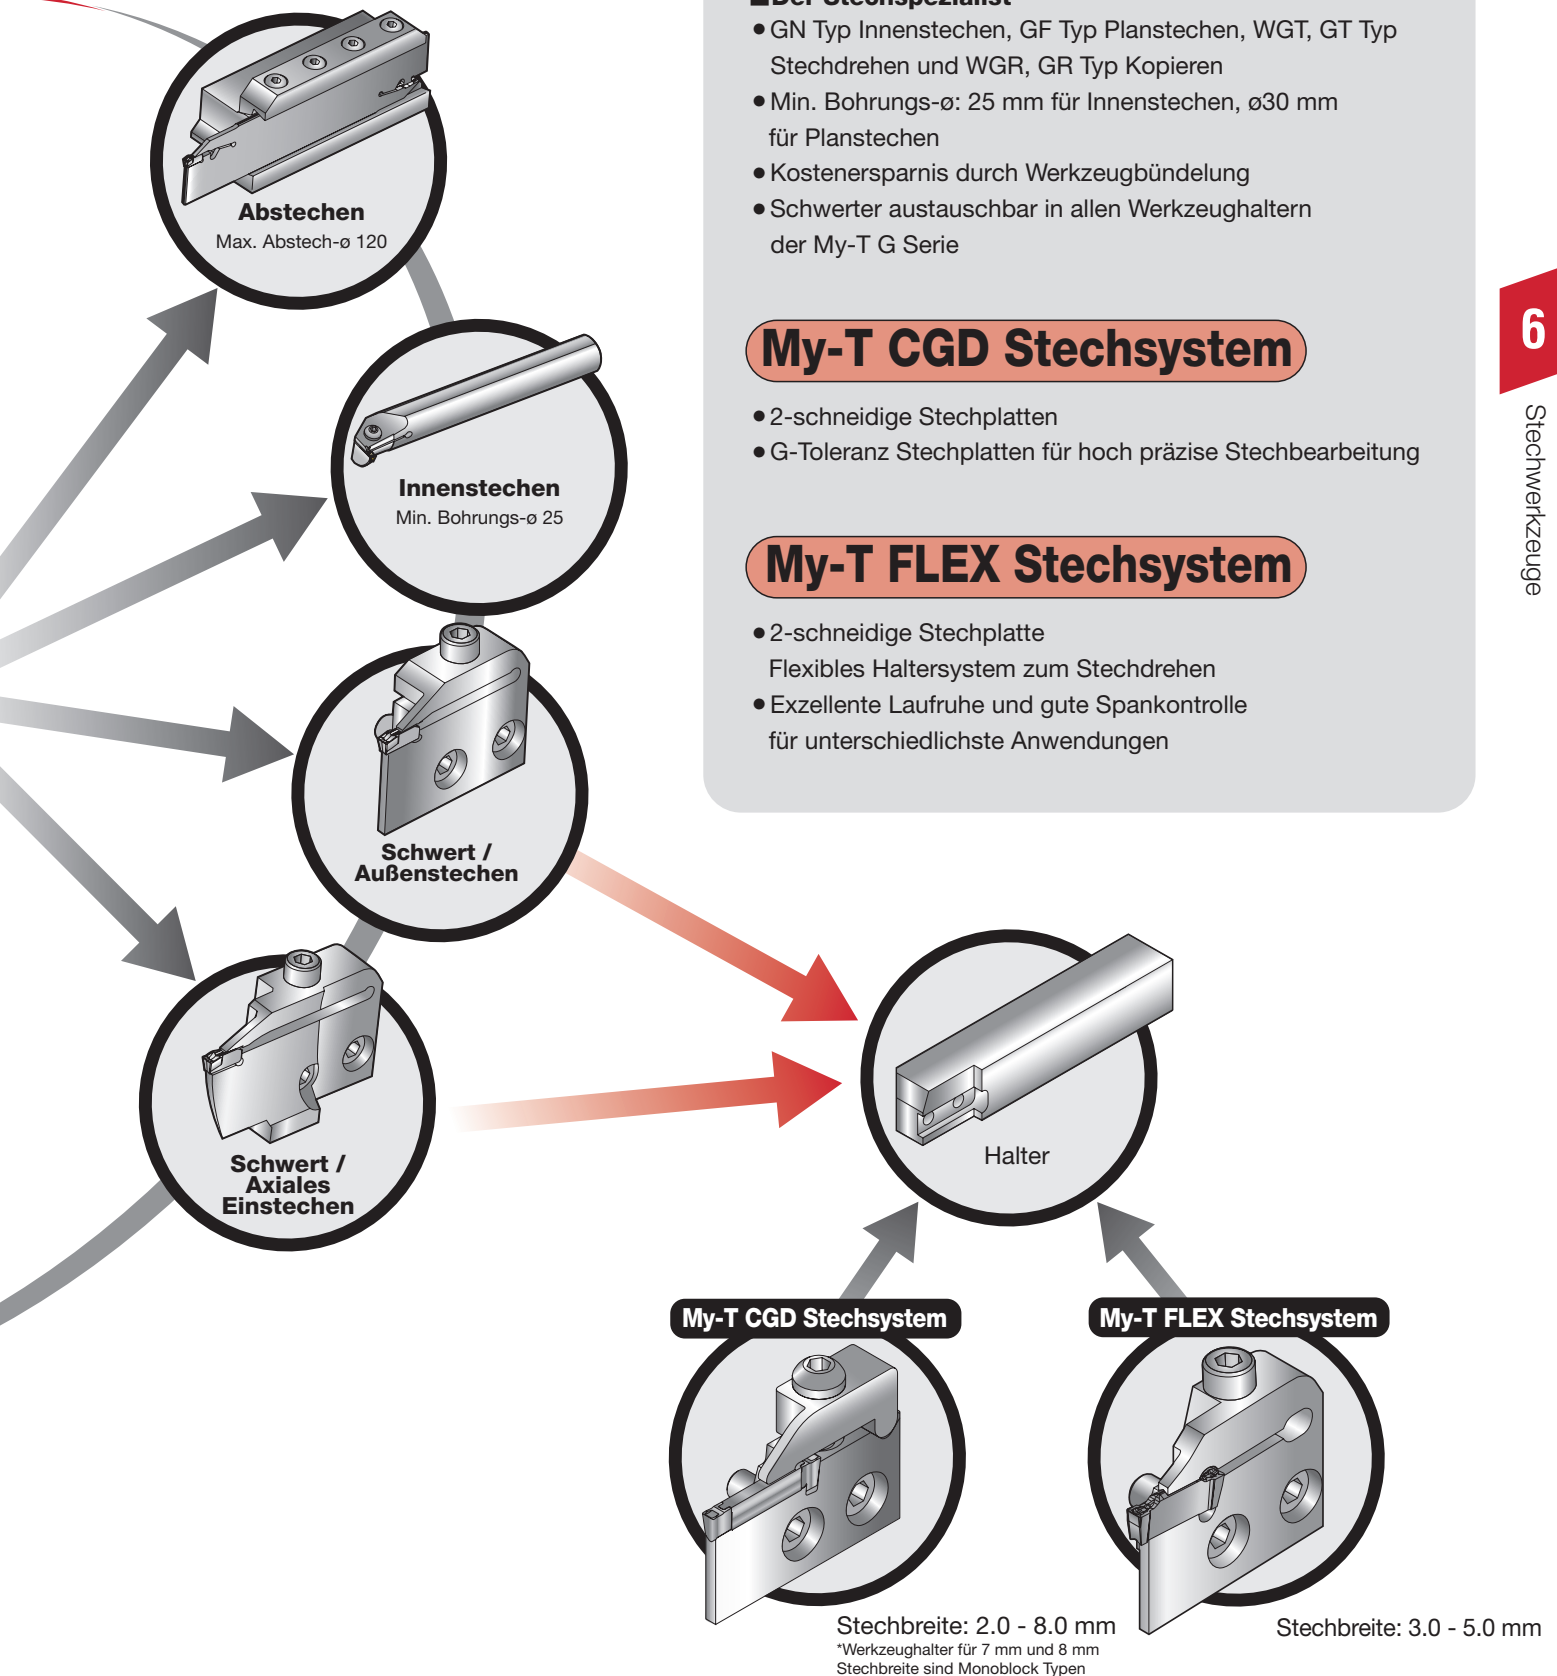 ■Der Stechspezialist
●GN Typ Innenstechen, GF Typ Planstechen, WGT, GT Typ
Stechdrehen und WGR, GR Typ Kopieren
●Min. Bohrungs-ø: 25 mm für Innenstechen, ø30 mm
für Planstechen
●Kostenersparnis durch Werkzeugbündelung
●Schwerter austauschbar in allen Werkzeughaltern
der My-T G Serie
My-T CGD Stechsystem
●2-schneidige Stechplatten
●G-Toleranz Stechplatten für hoch präzise Stechbearbeitung
My-T FLEX Stechsystem
●2-schneidige Stechplatte
Flexibles Haltersystem zum Stechdrehen
●Exzellente Laufruhe und gute Spankontrolle
für unterschiedlichste Anwendungen
6
Stechwerkzeuge
Abstechen
Max. Abstech-ø 120
Innenstechen
Min. Bohrungs-ø 25
Schwert /
Außenstechen
Schwert /
Axiales
Einstechen
Halter
My-T CGD Stechsystem
My-T FLEX Stechsystem
Stechbreite: 2.0 - 8.0 mm
*Werkzeughalter für 7 mm und 8 mm
Stechbreite sind Monoblock Typen
Stechbreite: 3.0 - 5.0 mm